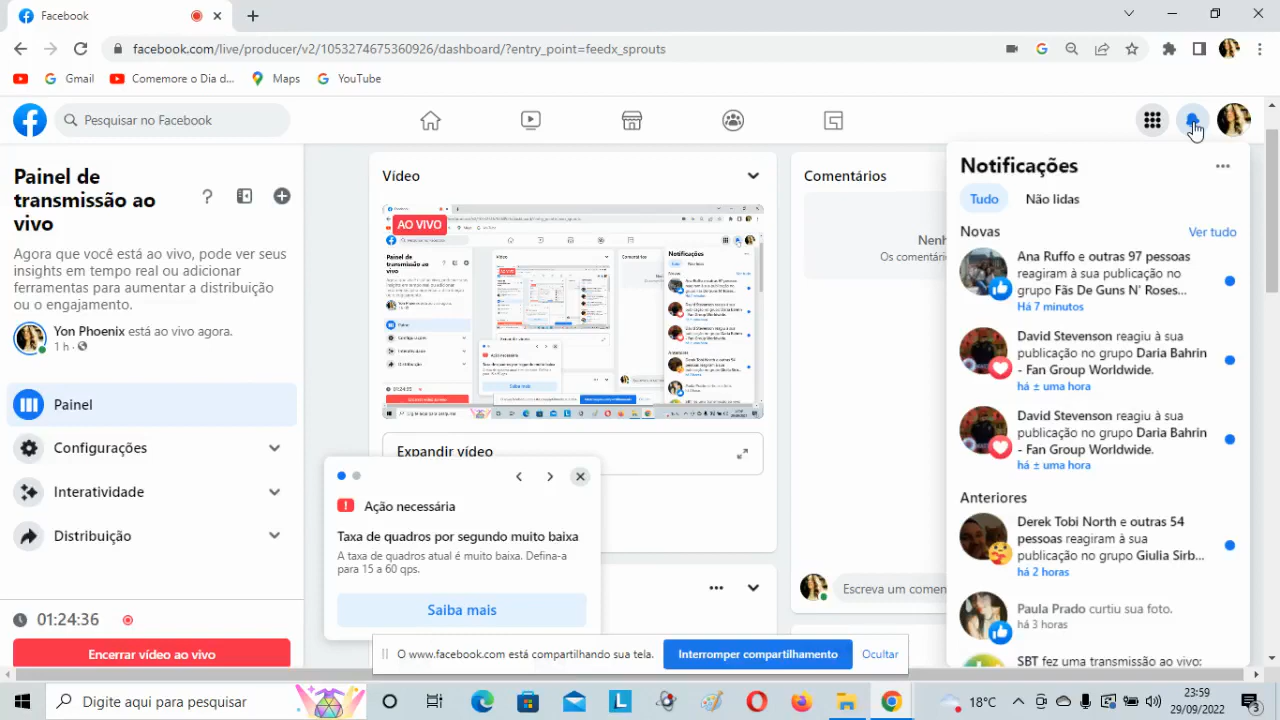 Facebook
facebook.com/live/producer/v2/1053274675360926/dashboard/?entry_point=feedx_sprouts
Gmail
Comemore o Dia d...
Maps
YouTube
Pesquisar no Facebook
Painel de
transmissão ao
vivo
Agora que você está ao vivo, pode ver seus
insights em tempo real ou adicionar
ferramentas para aumentar a distribuição
ou o engajamento.
Yon Phoenix está ao vivo agora.
1 h ·
Painel
Configurações
Interatividade
Distribuição
01:24:36
Encerrar vídeo ao vivo
Vídeo
AO VIVO
Expandir vídeo
Ação necessária
Taxa de quadros por segundo muito baixa
A taxa de quadros atual é muito baixa. Defina-a
para 15 a 60 qps.
Saiba mais
Comentários
Nenh
Os comentári
Escreva um comen
Notificações
Tudo
Não lidas
Novas
Ver tudo
Ana Ruffo e outras 97 pessoas
reagiram à sua publicação no
grupo Fãs De Guns N' Roses...
Há 7 minutos
David Stevenson reagiu à sua
publicação no grupo Daria Bahrin
- Fan Group Worldwide.
há ± uma hora
David Stevenson reagiu à sua
publicação no grupo Daria Bahrin
- Fan Group Worldwide.
há ± uma hora
Anteriores
Derek Tobi North e outras 54
pessoas reagiram à sua
publicação no grupo Giulia Sirb...
há 2 horas
Paula Prado curtiu sua foto.
há 3 horas
SBT fez uma transmissão ao vivo:
O www.facebook.com está compartilhando sua tela.
Interromper compartilhamento
Ocultar
Digite aqui para pesquisar
18°C
23:59
29/09/2022
3